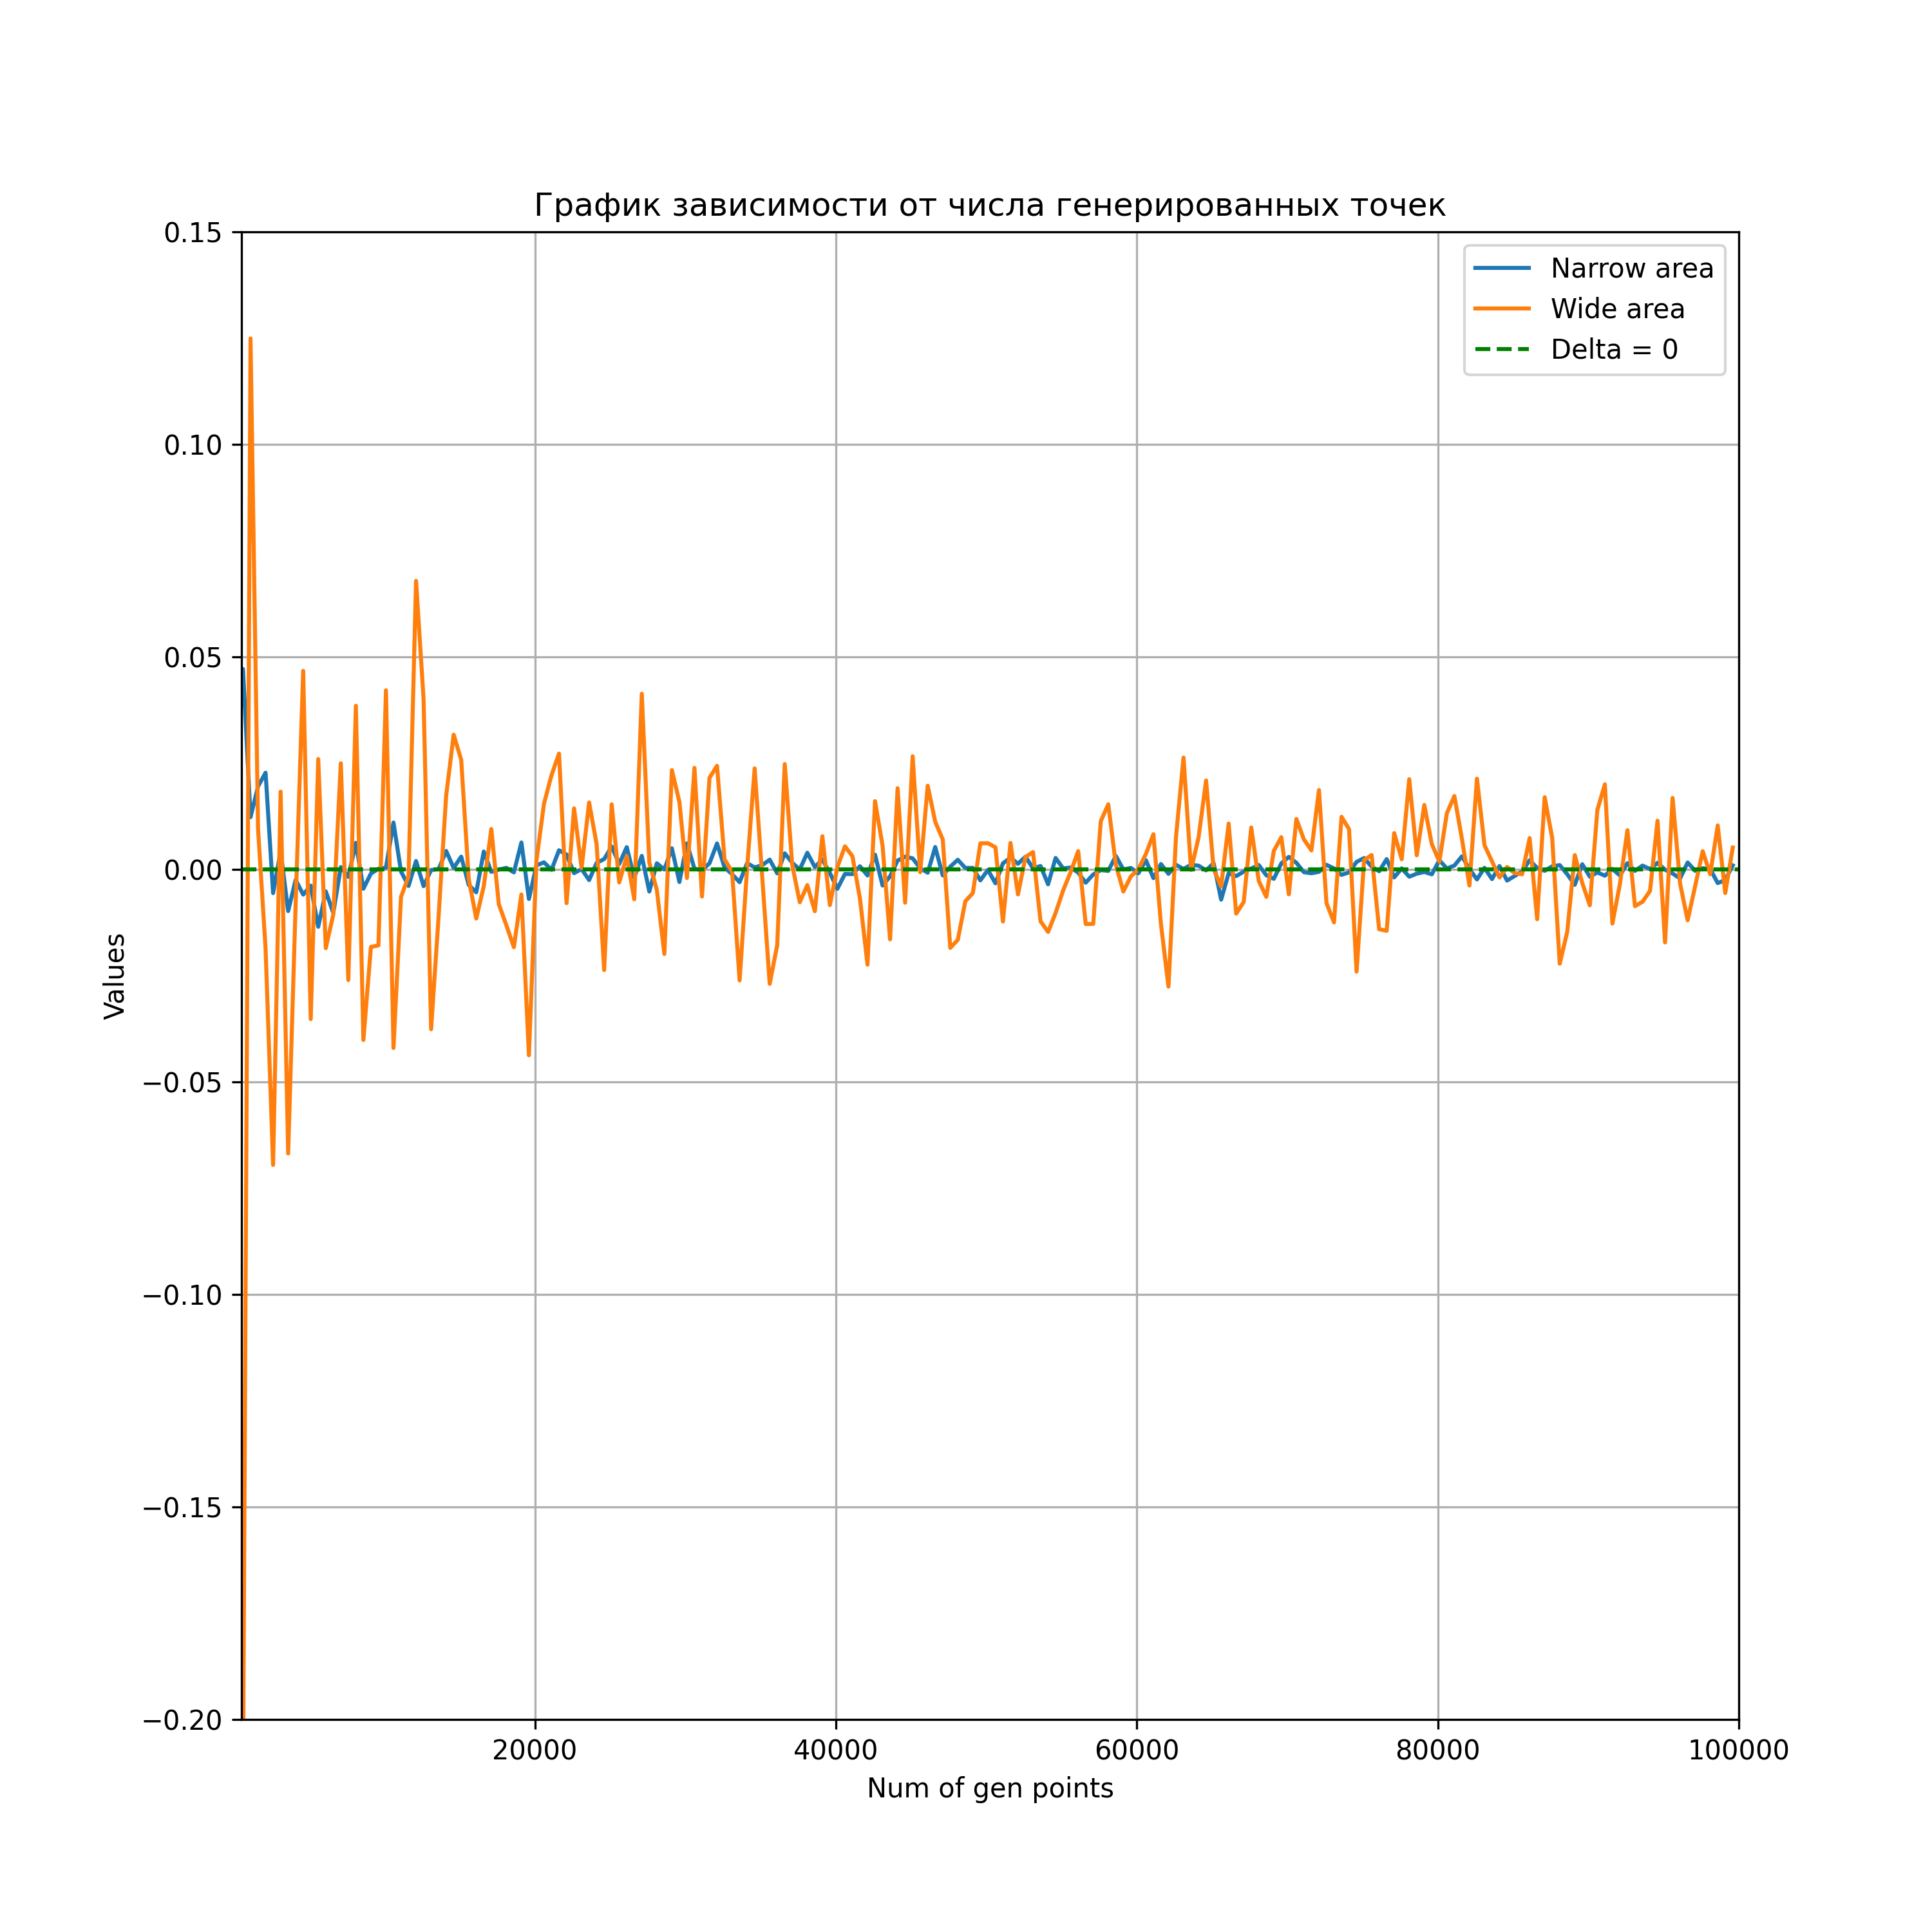 График зависимости от числа генерированных точек
0.15
0.10
0.05
0.00
−0.05
−0.10
−0.15
−0.20
Values
Narrow area
Wide area
Delta = 0
20000 40000 60000 80000 100000
Num of gen points